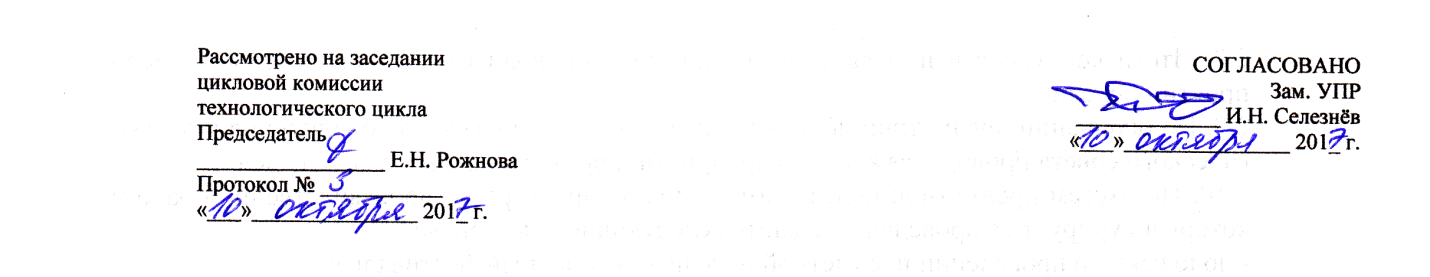 Рассмотрено на заседании
цикловой комиссии
технологического цикла
Председатель
Е.Н. Рожнова
Протокол № 3
«10» октября 2017 г.
СОГЛАСОВАНО
Зам. УПР
И.Н. Селезнёв
«10» октября 2017 г.